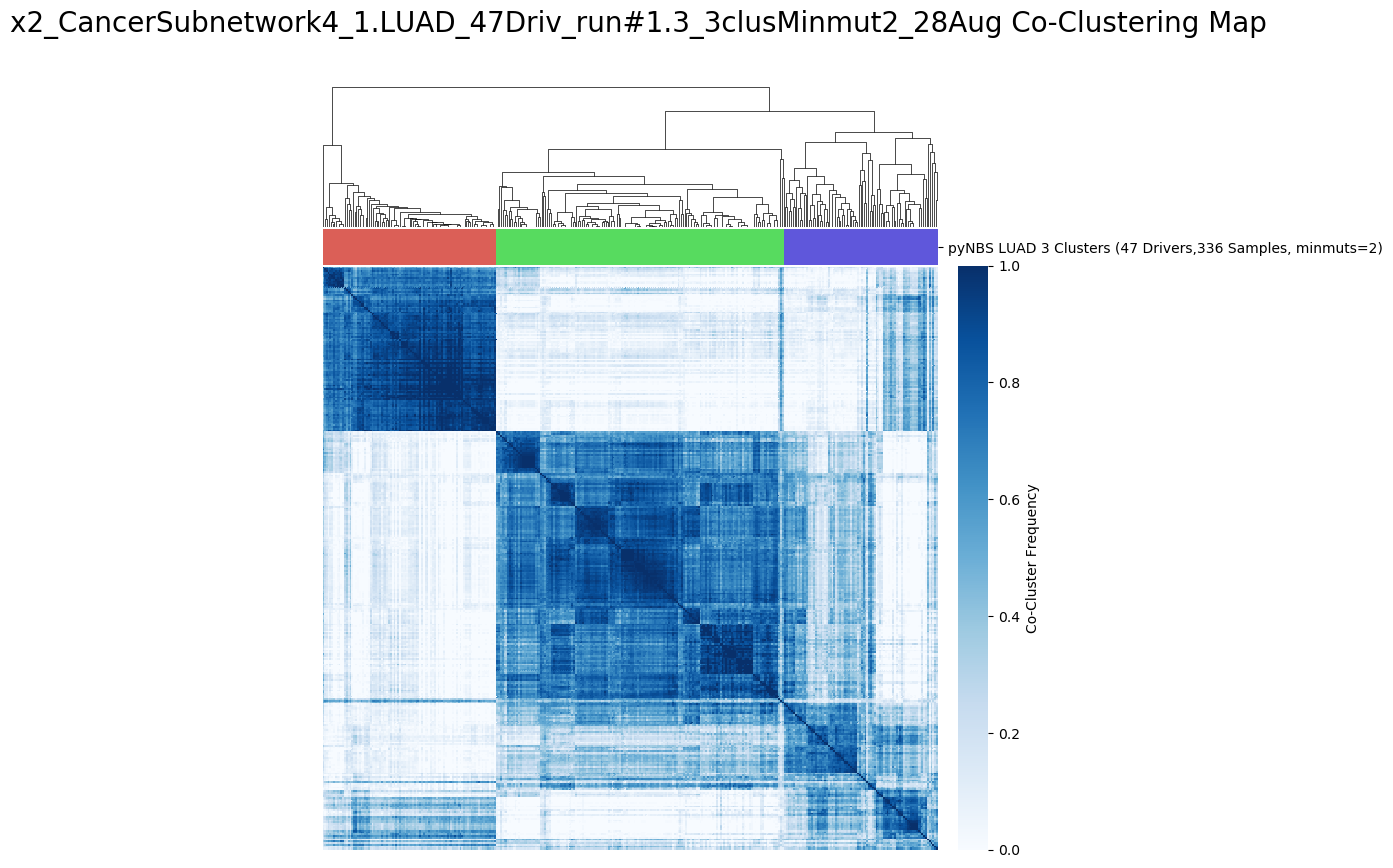 x2_CancerSubnetwork4_1.LUAD_47Driv_run#1.3_3clusMinmut2_28Aug Co-Clustering Map
pyNBS LUAD 3 Clusters (47 Drivers,336 Samples, minmuts=2)
1.0
0.8
0.6
0.4
0.2
0.0
Co-Cluster Frequency